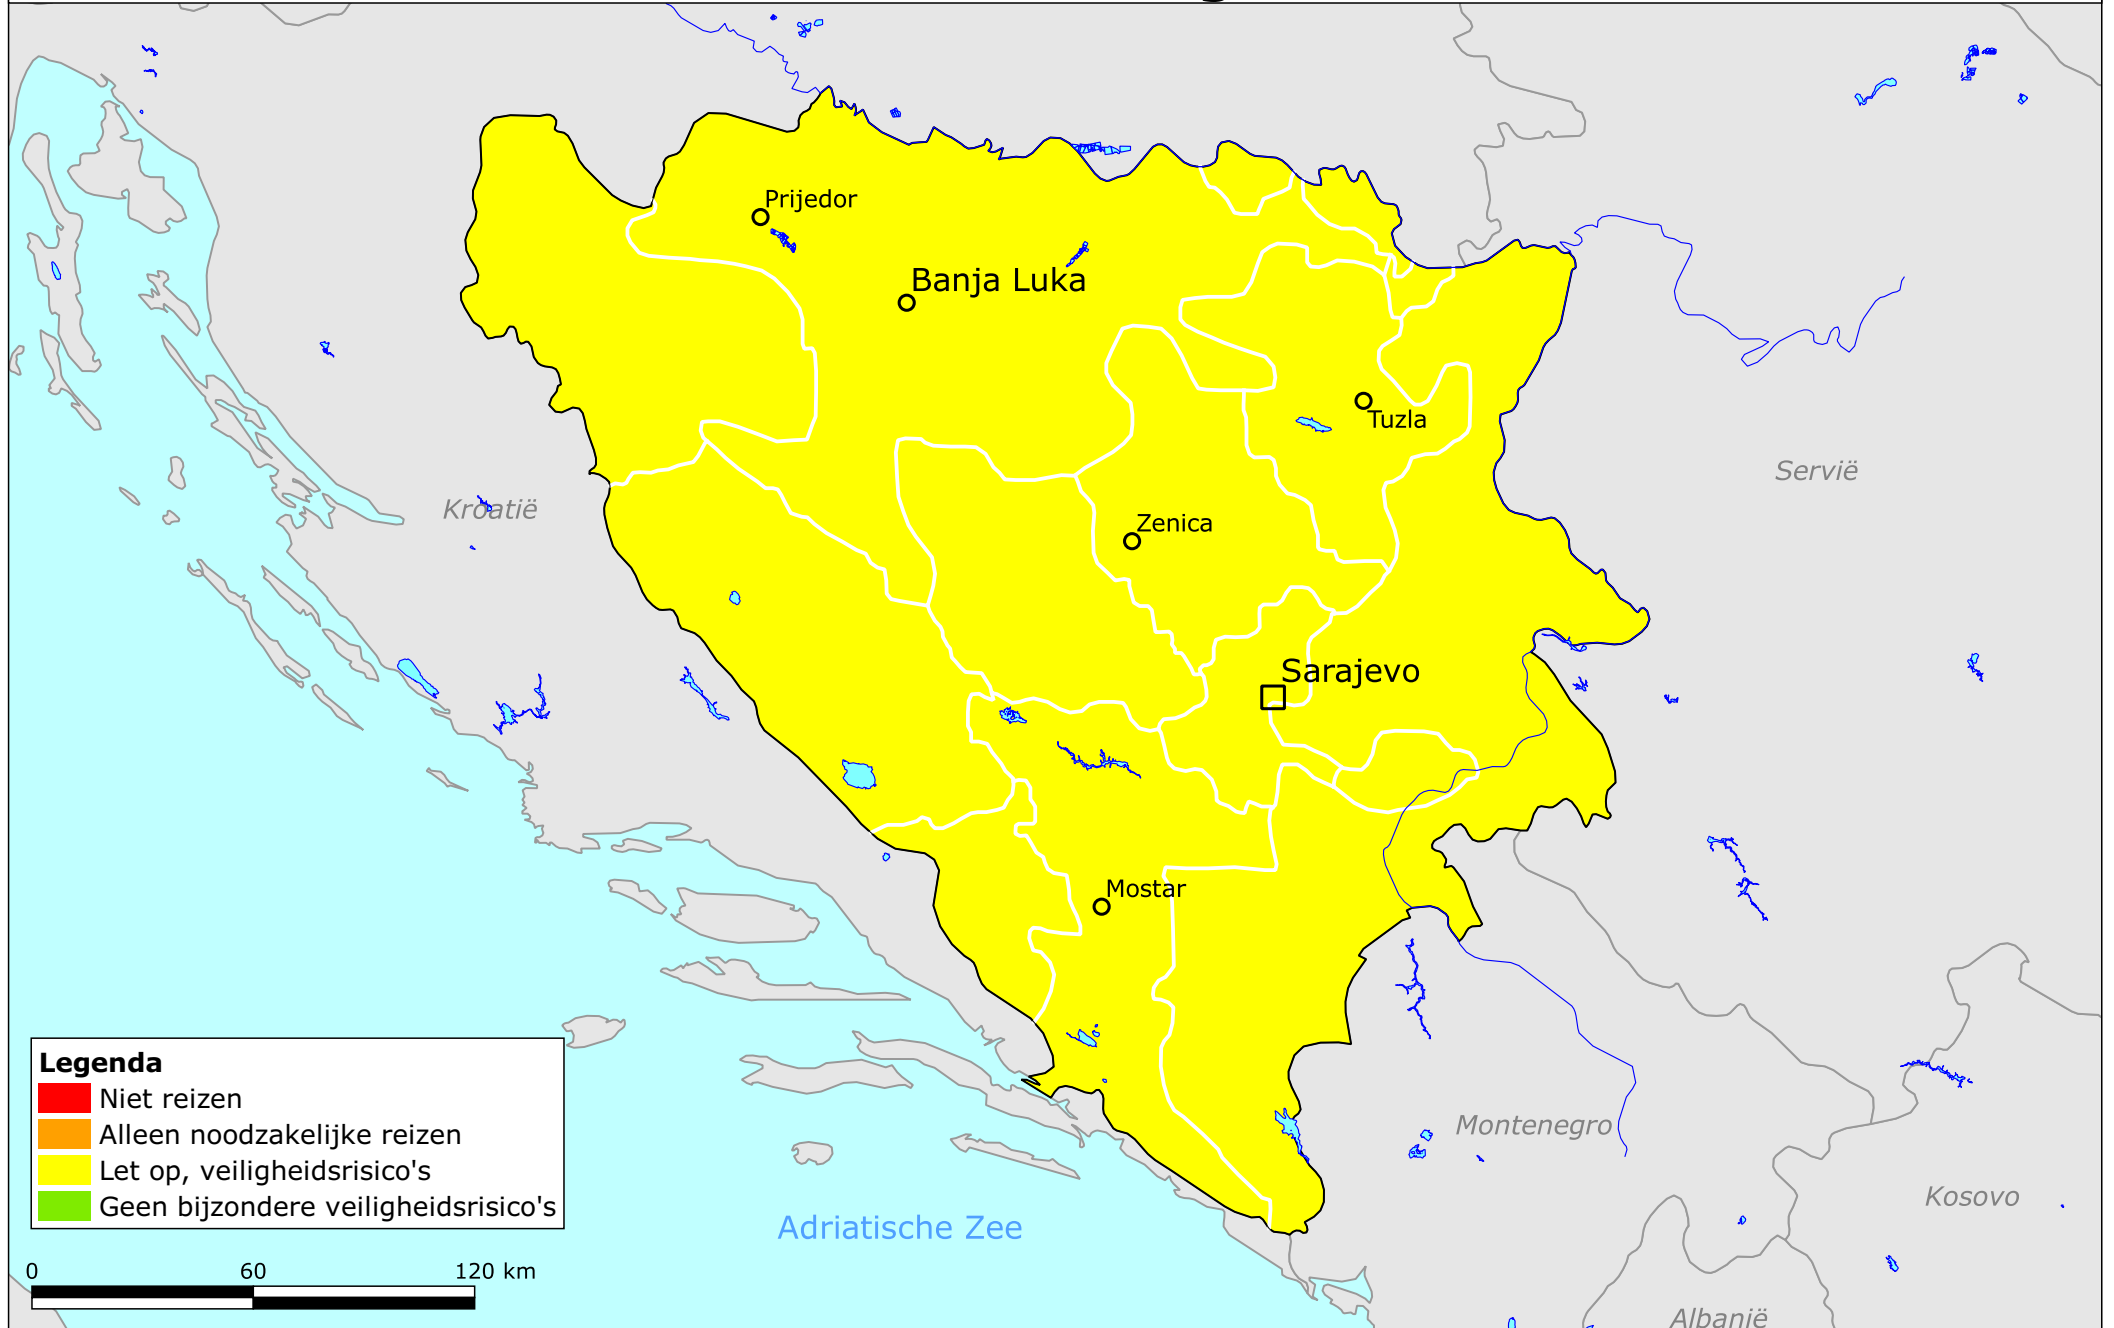 Prijedor
Banja Luka
Tuzla
Servië
Kroatië
Zenica
Sarajevo
Mostar
Legenda
Niet reizen
Alleen noodzakelijke reizen
Let op, veiligheidsrisico's
Geen bijzondere veiligheidsrisico's
Montenegro
Kosovo
Adriatische Zee
0 60 120 km
Albanië